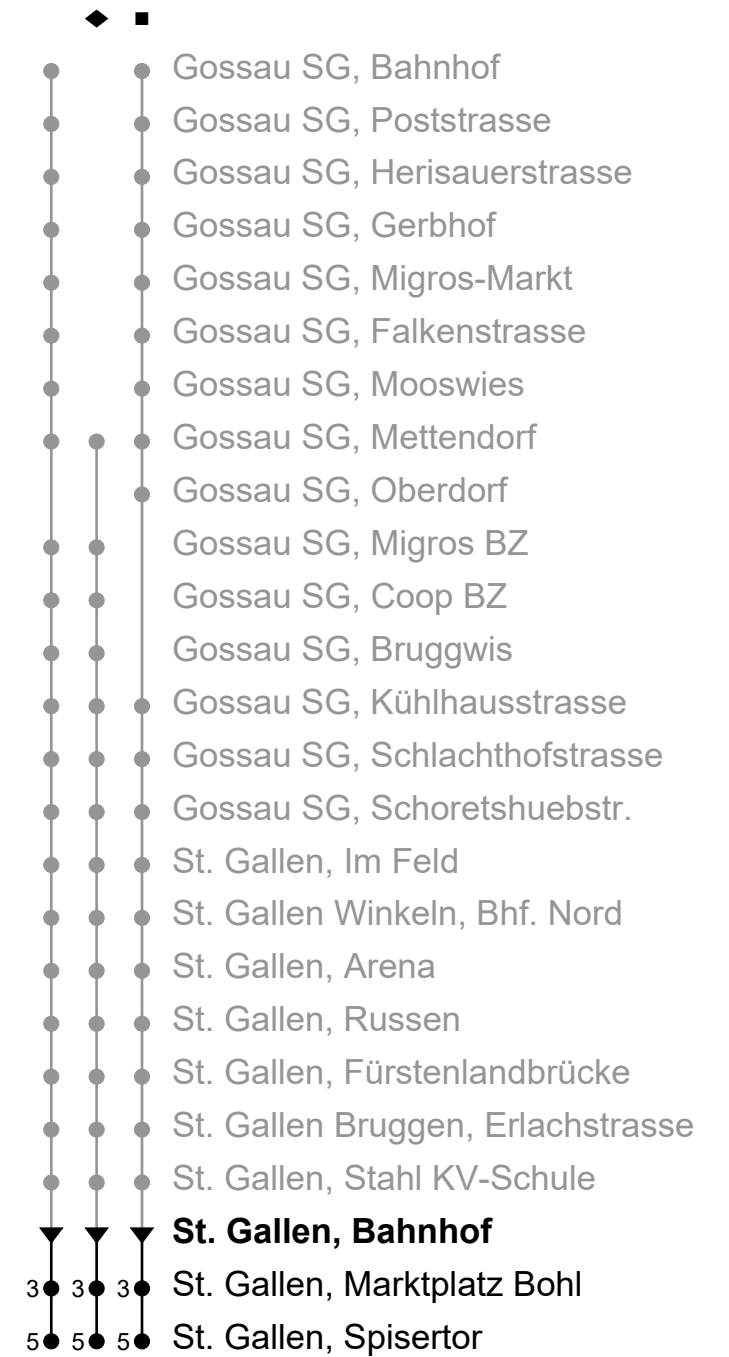 Gossau SG, Bahnhof
Gossau SG, Poststrasse
Gossau SG, Herisauerstrasse
Gossau SG, Gerbhof
Gossau SG, Migros-Markt
Gossau SG, Falkenstrasse
Gossau SG, Mooswies
Gossau SG, Mettendorf
Gossau SG, Oberdorf
Gossau SG, Migros BZ
Gossau SG, Coop BZ
Gossau SG, Bruggwis
Gossau SG, Kühlhausstrasse
Gossau SG, Schlachthofstrasse
Gossau SG, Schoretshuebstr.
St. Gallen, Im Feld
St. Gallen Winkeln, Bhf. Nord
St. Gallen, Arena
St. Gallen, Russen
St. Gallen, Fürstenlandbrücke
St. Gallen Bruggen, Erlachstrasse
St. Gallen, Stahl KV-Schule
St. Gallen, Bahnhof
3 3 3 St. Gallen, Marktplatz Bohl
5 5 5 St. Gallen, Spisertor